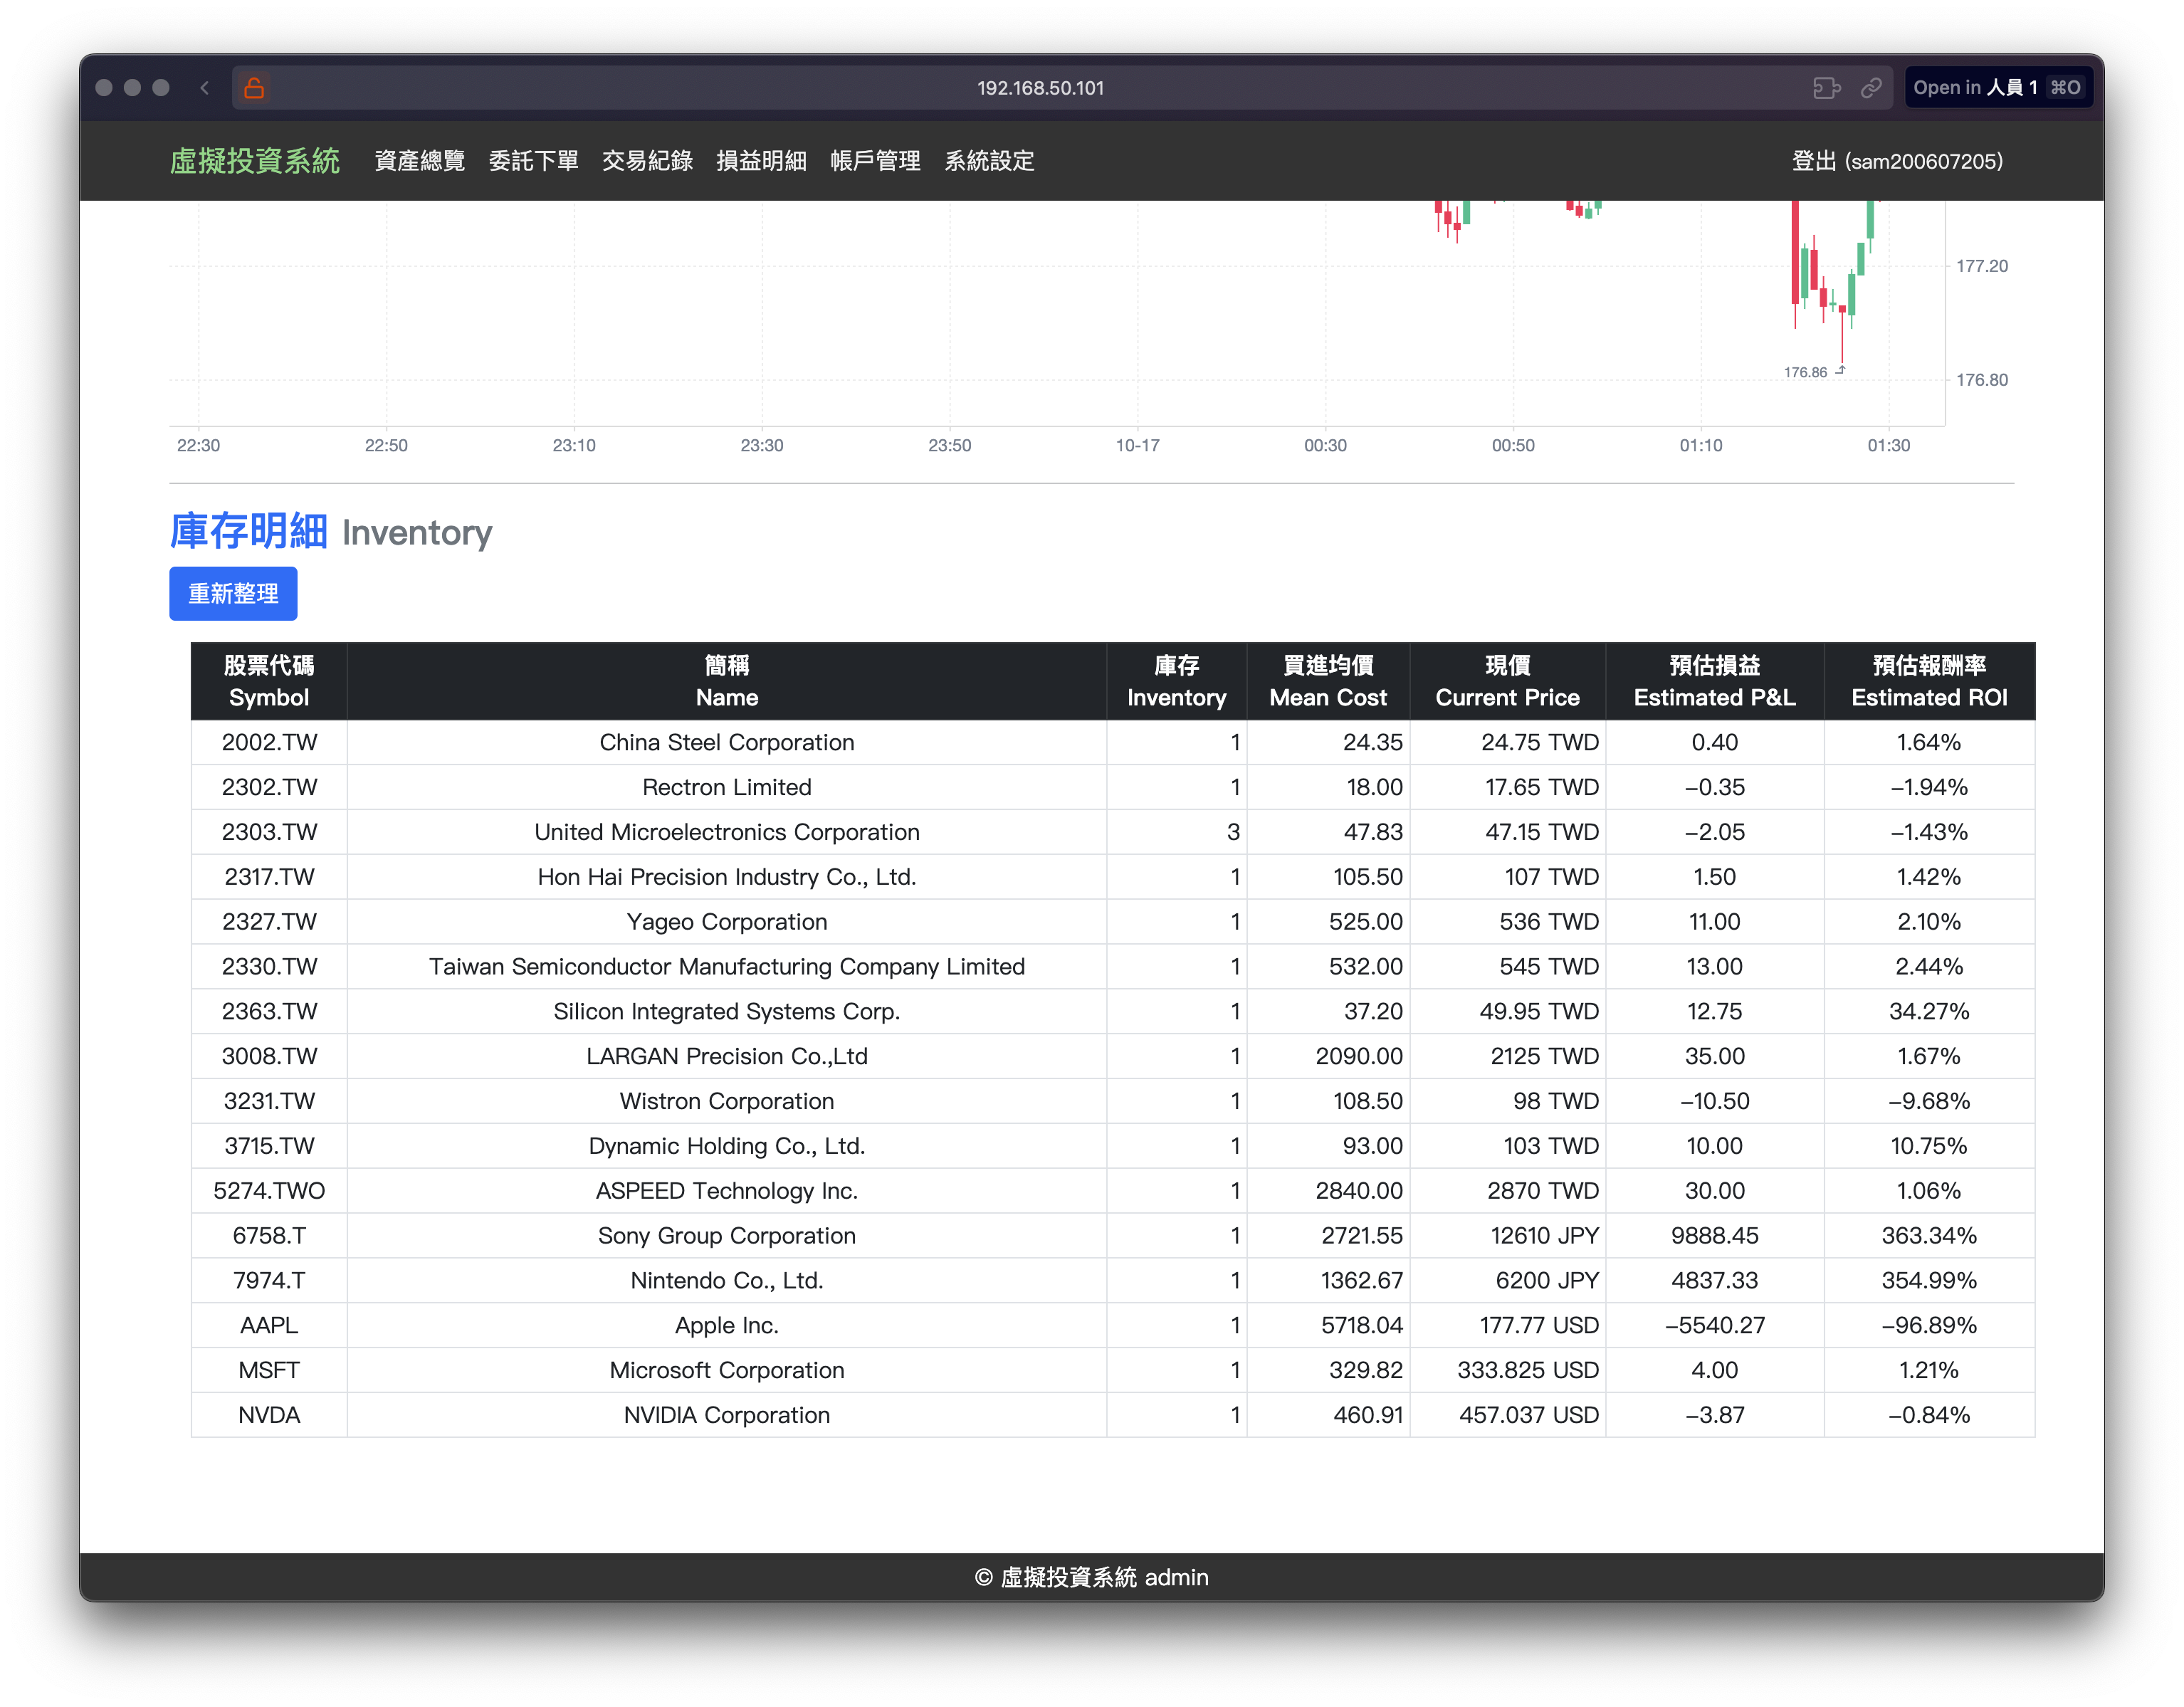 192.168.50.101
Open in 人員 1 ⌘O
虛擬投資系統 資產總覽 委託下單 交易紀錄 損益明細 帳戶管理 系統設定 登出 (sam200607205)
177.20
176.86
176.80
22:30 22:50 23:10 23:30 23:50 10-17 00:30 00:50 01:10 01:30
庫存明細 Inventory
重新整理
股票代碼 簡稱 庫存 買進均價 現價 預估損益 預估報酬率
Symbol Name Inventory Mean Cost Current Price Estimated P&L Estimated ROI
2002.TW China Steel Corporation 1 24.35 24.75 TWD 0.40 1.64%
2302.TW Rectron Limited 1 18.00 17.65 TWD −0.35 −1.94%
2303.TW United Microelectronics Corporation 3 47.83 47.15 TWD −2.05 −1.43%
2317.TW Hon Hai Precision Industry Co., Ltd. 1 105.50 107 TWD 1.50 1.42%
2327.TW Yageo Corporation 1 525.00 536 TWD 11.00 2.10%
2330.TW Taiwan Semiconductor Manufacturing Company Limited 1 532.00 545 TWD 13.00 2.44%
2363.TW Silicon Integrated Systems Corp. 1 37.20 49.95 TWD 12.75 34.27%
3008.TW LARGAN Precision Co.,Ltd 1 2090.00 2125 TWD 35.00 1.67%
3231.TW Wistron Corporation 1 108.50 98 TWD −10.50 −9.68%
3715.TW Dynamic Holding Co., Ltd. 1 93.00 103 TWD 10.00 10.75%
5274.TWO ASPEED Technology Inc. 1 2840.00 2870 TWD 30.00 1.06%
6758.T Sony Group Corporation 1 2721.55 12610 JPY 9888.45 363.34%
7974.T Nintendo Co., Ltd. 1 1362.67 6200 JPY 4837.33 354.99%
AAPL Apple Inc. 1 5718.04 177.77 USD −5540.27 −96.89%
MSFT Microsoft Corporation 1 329.82 333.825 USD 4.00 1.21%
NVDA NVIDIA Corporation 1 460.91 457.037 USD −3.87 −0.84%
© 虛擬投資系統 admin